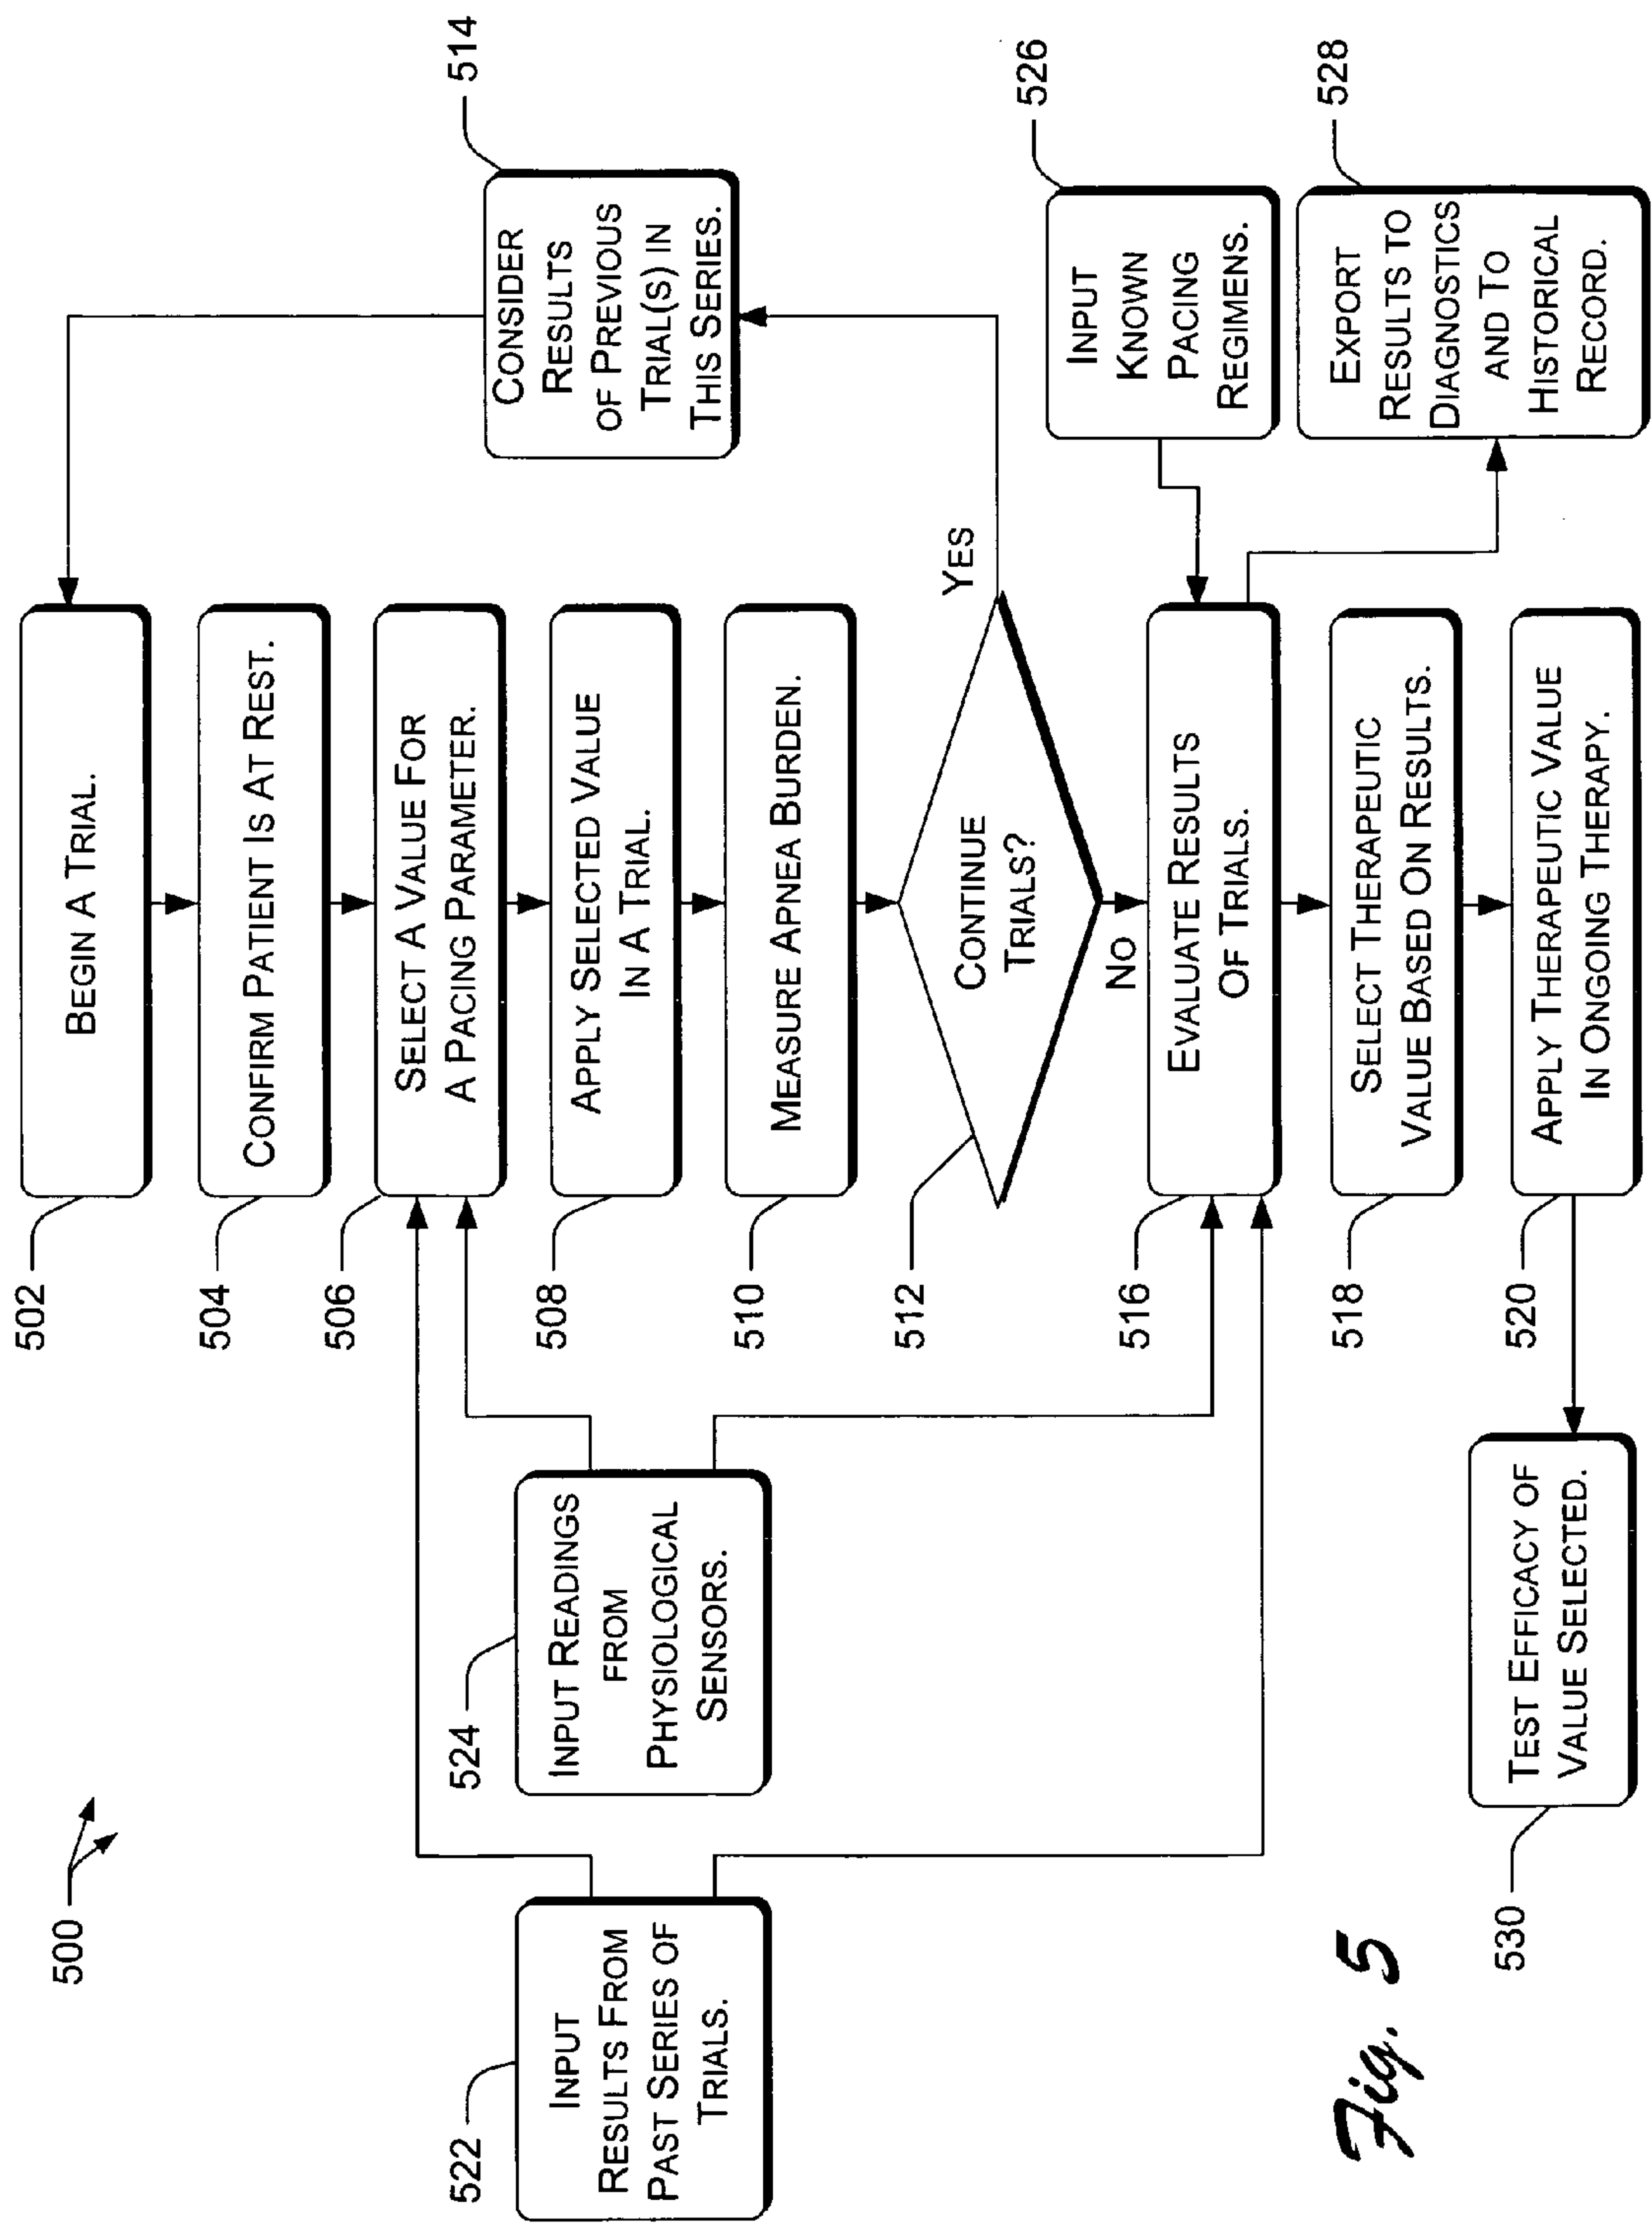 500
502
BEGIN A TRIAL.
504
CONFIRM PATIENT IS AT REST.
506
SELECT A VALUE FOR
A PACING PARAMETER.
508
APPLY SELECTED VALUE
IN A TRIAL.
510
MEASURE APNEA BURDEN.
512
CONTINUE
TRIALS?
YES
NO
514
CONSIDER
RESULTS
OF PREVIOUS
TRIAL(S) IN
THIS SERIES.
522
INPUT
RESULTS FROM
PAST SERIES OF
TRIALS.
524
INPUT READINGS
FROM
PHYSIOLOGICAL
SENSORS.
516
EVALUATE RESULTS
OF TRIALS.
526
INPUT
KNOWN
PACING
REGIMENS.
528
EXPORT
RESULTS TO
DIAGNOSTICS
AND TO
HISTORICAL
RECORD.
518
SELECT THERAPEUTIC
VALUE BASED ON RESULTS.
520
APPLY THERAPEUTIC VALUE
IN ONGOING THERAPY.
530
TEST EFFICACY OF
VALUE SELECTED.
Fig. 5